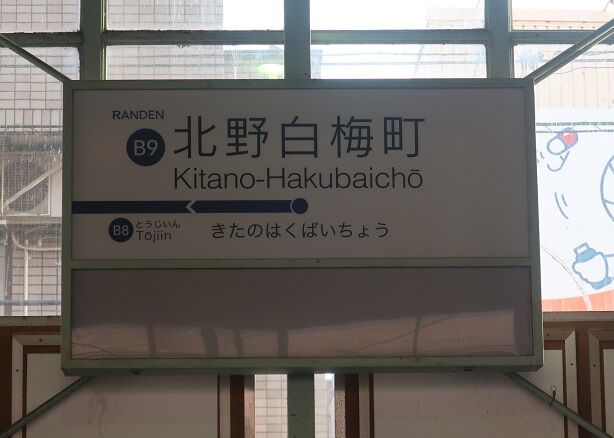 RANDEN
B9 北野白梅町
Kitano-Hakubaichō
B8 とうじいん
Tōjiin
きたのはくばいちょう